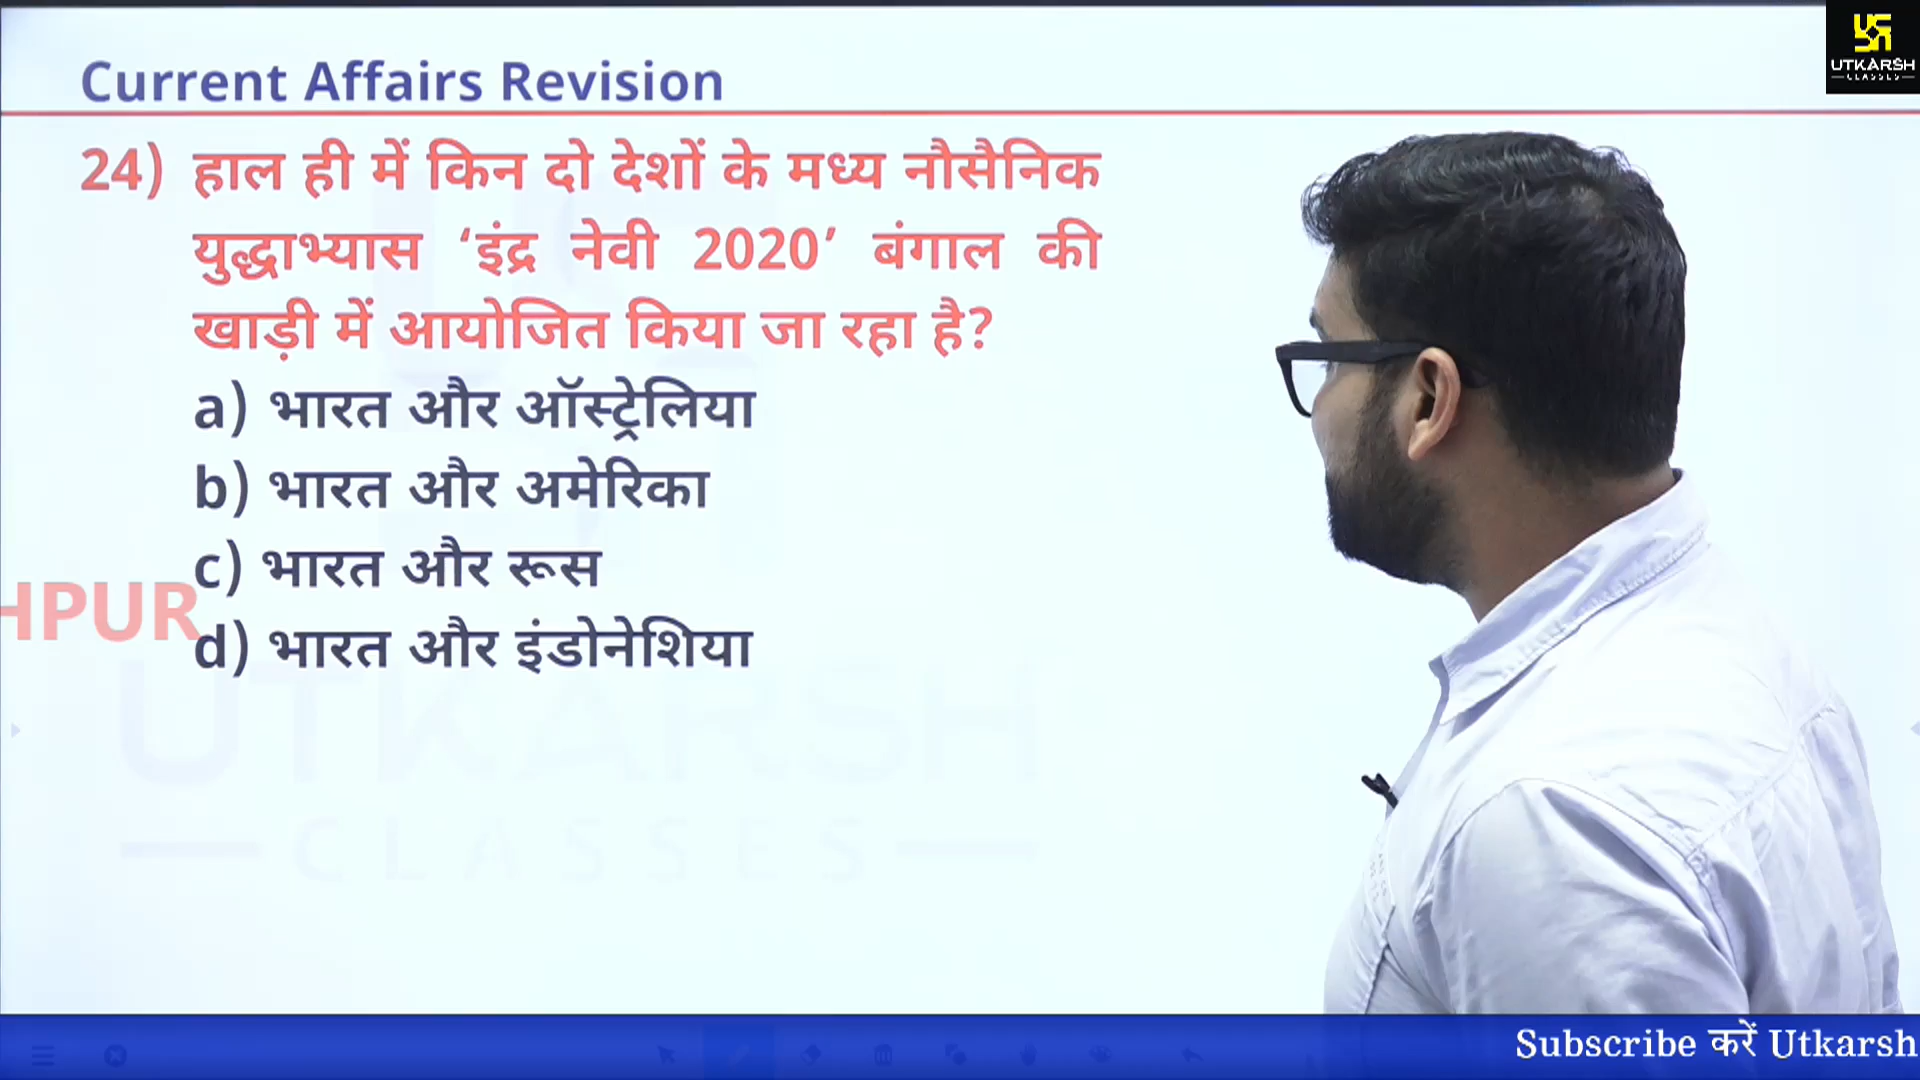 UTKARSH
CLASSES
Current Affairs Revision
24) हाल ही में किन दो देशों के मध्य नौसैनिक
युद्धाभ्यास ‘इंद्र नेवी 2020’ बंगाल की
खाड़ी में आयोजित किया जा रहा है?
a) भारत और ऑस्ट्रेलिया
b) भारत और अमेरिका
c) भारत और रूस
d) भारत और इंडोनेशिया
HPUR
UTKARSH
CLASSES
Subscribe करें Utkarsh